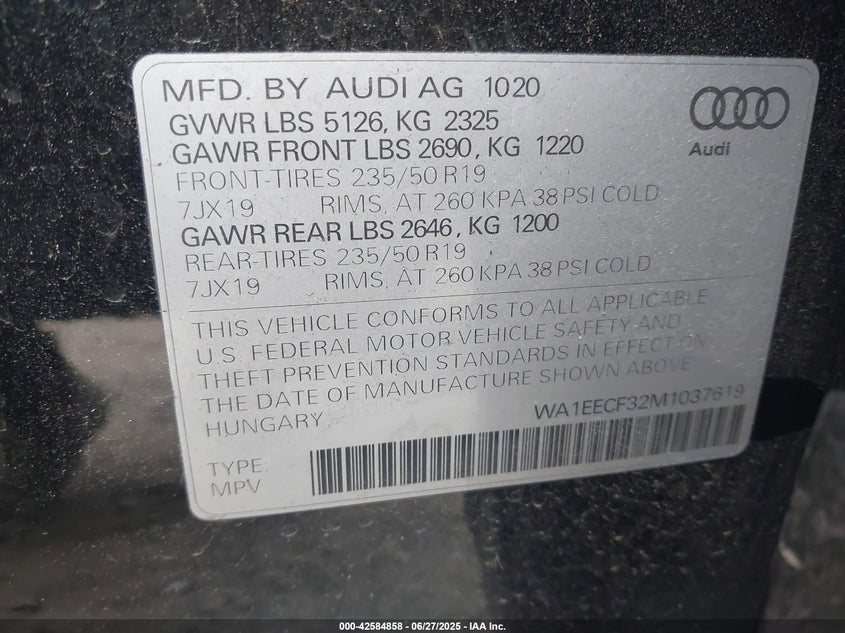 MFD. BY AUDI AG 1020
GVWR LBS 5126, KG 2325
GAWR FRONT LBS 2690, KG 1220
FRONT-TIRES 235/50 R19
7JX19 RIMS, AT 260 KPA 38 PSI COLD
GAWR REAR LBS 2646, KG 1200
REAR-TIRES 235/50 R19
7JX19 RIMS, AT 260 KPA 38 PSI COLD
Audi
THIS VEHICLE CONFORMS TO ALL APPLICABLE
U.S. FEDERAL MOTOR VEHICLE SAFETY AND
THEFT PREVENTION STANDARDS IN EFFECT ON
THE DATE OF MANUFACTURE SHOWN ABOVE
HUNGARY WA1EECF32M1037619
TYPE:
MPV
000-42584858 - 06/27/2025 - IAA Inc.